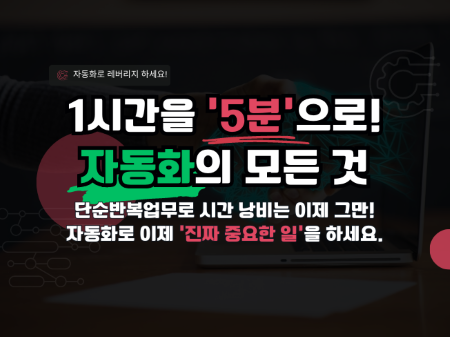 자동화로 레버리지 하세요!
1시간을 '5분'으로!
자동화의 모든 것
단순반복업무로 시간 낭비는 이제 그만!
자동화로 이제 '진짜 중요한 일'을 하세요.